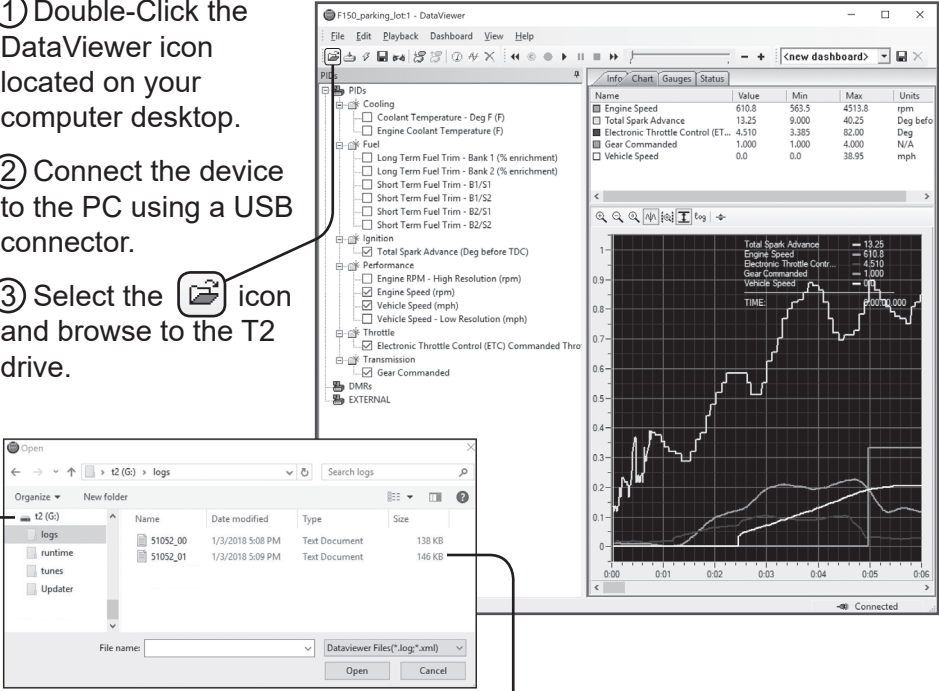 ① Double-Click the
DataViewer icon
located on your
computer desktop.
② Connect the device
to the PC using a USB
connector.
③ Select the icon
and browse to the T2
drive.
F150_parking_lot:1 - DataViewer
File Edit Playback Dashboard View Help
<new dashboard>
PIDs
PIDs
Cooling
Coolant Temperature - Deg F (F)
Engine Coolant Temperature (F)
Fuel
Long Term Fuel Trim - Bank 1 (% enrichment)
Long Term Fuel Trim - Bank 2 (% enrichment)
Short Term Fuel Trim - B1/S1
Short Term Fuel Trim - B1/S2
Short Term Fuel Trim - B2/S1
Short Term Fuel Trim - B2/S2
Ignition
Total Spark Advance (Deg before TDC)
Performance
Engine RPM - High Resolution (rpm)
Engine Speed (rpm)
Vehicle Speed (mph)
Vehicle Speed - Low Resolution (mph)
Throttle
Electronic Throttle Control (ETC) Commanded Thro
Transmission
Gear Commanded
DMRs
EXTERNAL
Info Chart Gauges Status
Name Value Min Max Units
Engine Speed 610.8 563.5 4513.8 rpm
Total Spark Advance 13.25 9.000 40.25 Deg befo
Electronic Throttle Control (ET... 4.510 3.385 82.00 Deg
Gear Commanded 1.000 1.000 4.000 N/A
Vehicle Speed 0.0 0.0 38.95 mph
log
Total Spark Advance 13.25
Engine Speed 610.8
Electronic Throttle Contr... 4.510
Gear Commanded 1.000
Vehicle Speed
TIME:
1
0.9
0.8
0.7
0.6
0.5
0.4
0.3
0.2
0.1
0
0:00 0:01 0:02 0:03 0:04 0:05 0:06
Connected
Open
t2 (G:) > logs
Search logs
Organize New folder
t2 (G:)
logs
runtime
tunes
Updater
Name Date modified Type Size
51052_00 1/3/2018 5:08 PM Text Document 138 KB
51052_01 1/3/2018 5:09 PM Text Document 146 KB
File name:
Dataviewer Files(*.log;*.xml)
Open Cancel